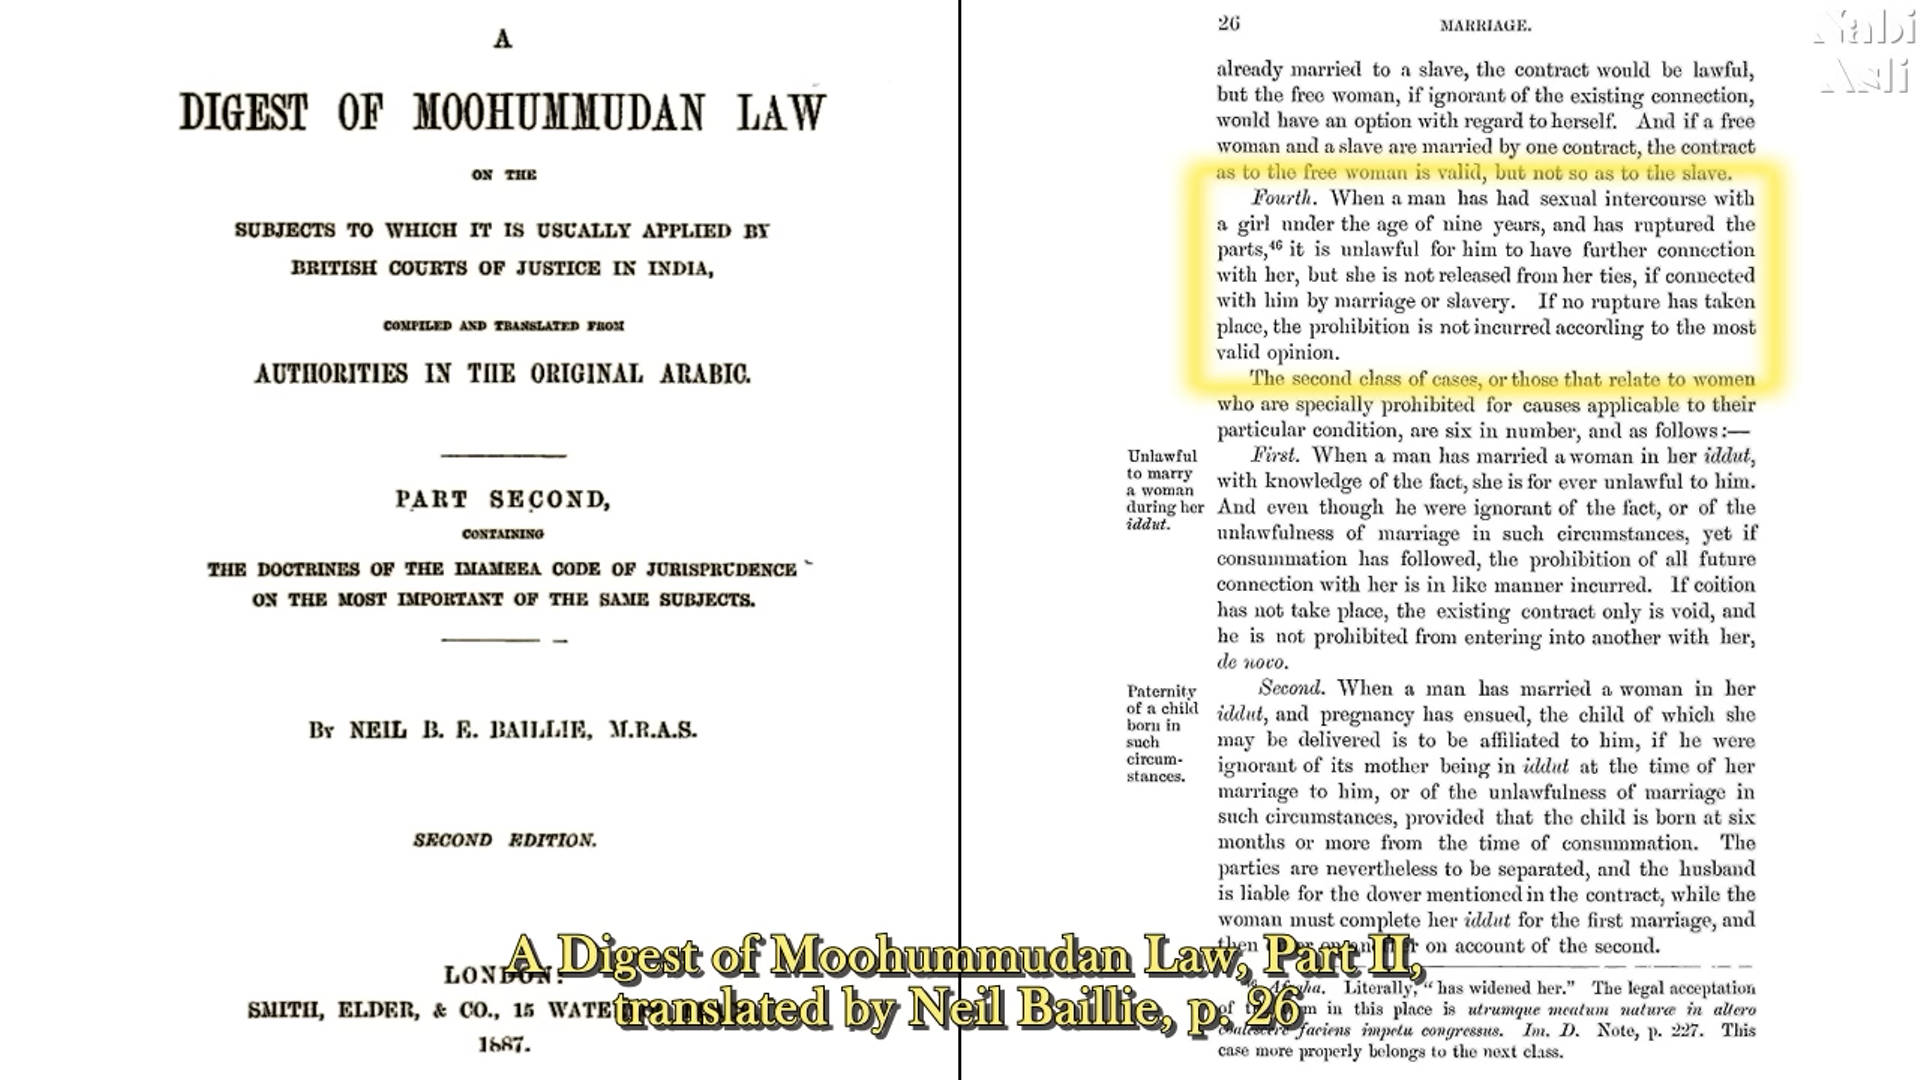 A
DIGEST OF MOOHUMMUDAN LAW
ON THE
SUBJECTS TO WHICH IT IS USUALLY APPLIED BY
BRITISH COURTS OF JUSTICE IN INDIA,
COMPILED AND TRANSLATED FROM
AUTHORITIES IN THE ORIGINAL ARABIC.
PART SECOND,
CONTAINING
THE DOCTRINES OF THE IMAMEEA CODE OF JURISPRUDENCE
ON THE MOST IMPORTANT OF THE SAME SUBJECTS.
BY NEIL B. E. BAILLIE, M.R.A.S.
SECOND EDITION.
LONDON:
SMITH, ELDER, & CO., 15
1887.
26 MARRIAGE.
already married to a slave, the contract would be lawful,
but the free woman, if ignorant of the existing connection,
would have an option with regard to herself. And if a free
woman and a slave are married by one contract, the contract
as to the free woman is valid, but not so as to the slave.
Fourth. When a man has had sexual intercourse with
a girl under the age of nine years, and has ruptured the
parts,46 it is unlawful for him to have further connection
with her, but she is not released from her ties, if connected
with him by marriage or slavery. If no rupture has taken
place, the prohibition is not incurred according to the most
valid opinion.
The second class of cases, or those that relate to women
who are specially prohibited for causes applicable to their
particular condition, are six in number, and as follows:—
Unlawful
to marry
a woman
during her
iddut.
First. When a man has married a woman in her iddut,
with knowledge of the fact, she is for ever unlawful to him.
And even though he were ignorant of the fact, or of the
unlawfulness of marriage in such circumstances, yet if
consummation has followed, the prohibition of all future
connection with her is in like manner incurred. If coition
has not take place, the existing contract only is void, and
he is not prohibited from entering into another with her,
de novo.
Paternity
of a child
born in
such
circum-
stances.
Second. When a man has married a woman in her
iddut, and pregnancy has ensued, the child of which she
may be delivered is to be affiliated to him, if he were
ignorant of its mother being in iddut at the time of her
marriage to him, or of the unlawfulness of marriage in
such circumstances, provided that the child is born at six
months or more from the time of consummation. The
parties are nevertheless to be separated, and the husband
is liable for the dower mentioned in the contract, while the
woman must complete her iddut for the first marriage, and
then on account of the second.
Literally, "has widened her." The legal acceptation
of in this place is utrumque meatum naturæ in altero
faciens impetu congressus. Im. D. Note, p. 227. This
case more properly belongs to the next class.
A Digest of Moohummudan Law, Part II,
translated by Neil Baillie, p. 26
Nabi
Asli